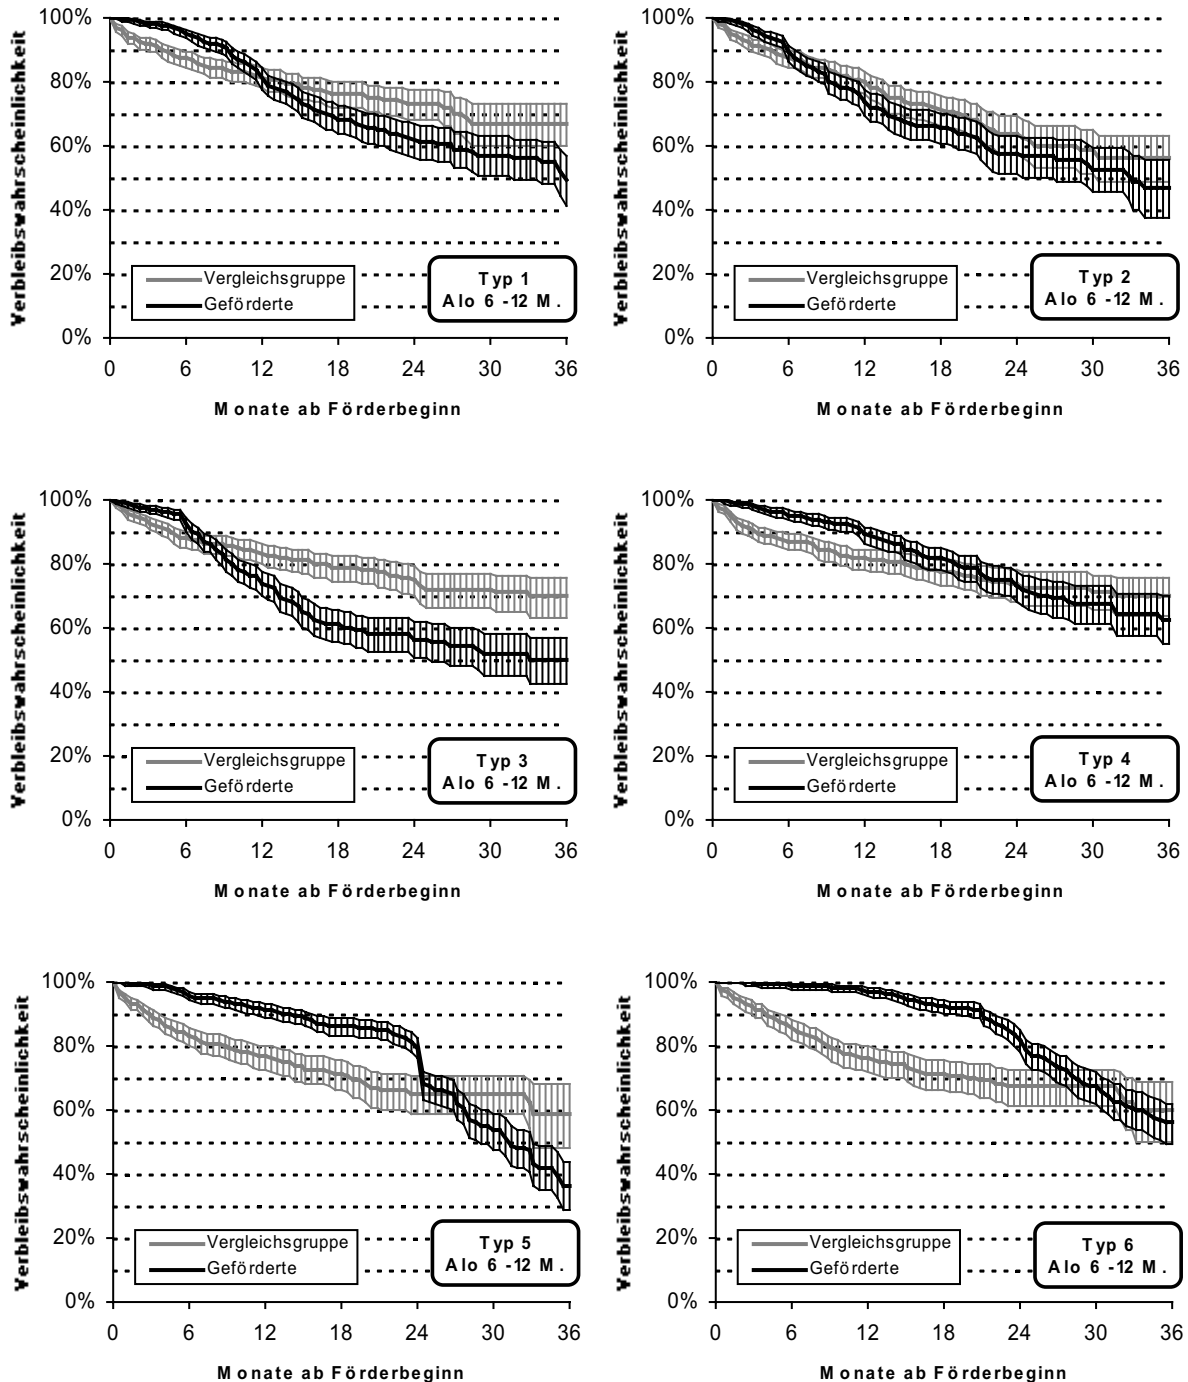 Verbleibswahrscheinlichkeit
100%
80%
60%
40%
20%
0%
Vergleichsgruppe
Geförderte
Typ 1
Alo 6 -12 M.
0 6 12 18 24 30 36
Monate ab Förderbeginn
Verbleibswahrscheinlichkeit
100%
80%
60%
40%
20%
0%
Vergleichsgruppe
Geförderte
Typ 2
Alo 6 -12 M.
0 6 12 18 24 30 36
Monate ab Förderbeginn
Verbleibswahrscheinlichkeit
100%
80%
60%
40%
20%
0%
Vergleichsgruppe
Geförderte
Typ 3
Alo 6 -12 M.
0 6 12 18 24 30 36
Monate ab Förderbeginn
Verbleibswahrscheinlichkeit
100%
80%
60%
40%
20%
0%
Vergleichsgruppe
Geförderte
Typ 4
Alo 6 -12 M.
0 6 12 18 24 30 36
Monate ab Förderbeginn
Verbleibswahrscheinlichkeit
100%
80%
60%
40%
20%
0%
Vergleichsgruppe
Geförderte
Typ 5
Alo 6 -12 M.
0 6 12 18 24 30 36
Monate ab Förderbeginn
Verbleibswahrscheinlichkeit
100%
80%
60%
40%
20%
0%
Vergleichsgruppe
Geförderte
Typ 6
Alo 6 -12 M.
0 6 12 18 24 30 36
Monate ab Förderbeginn